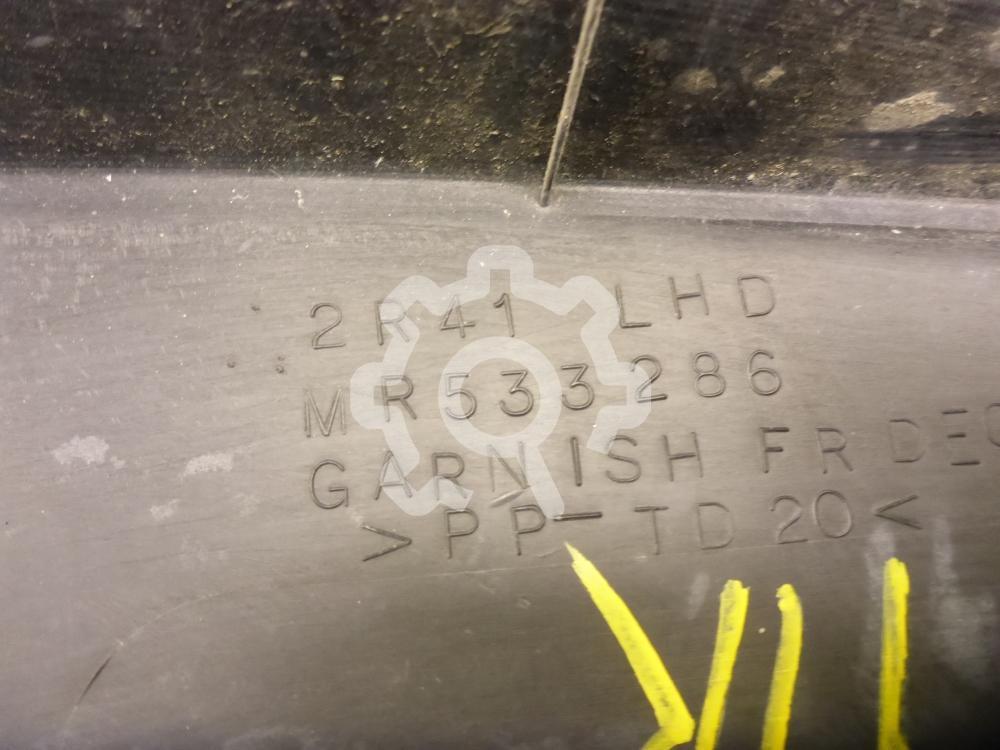 2R41 LHD
MR533286
GARNISH FR DEC
>PP-TD20<